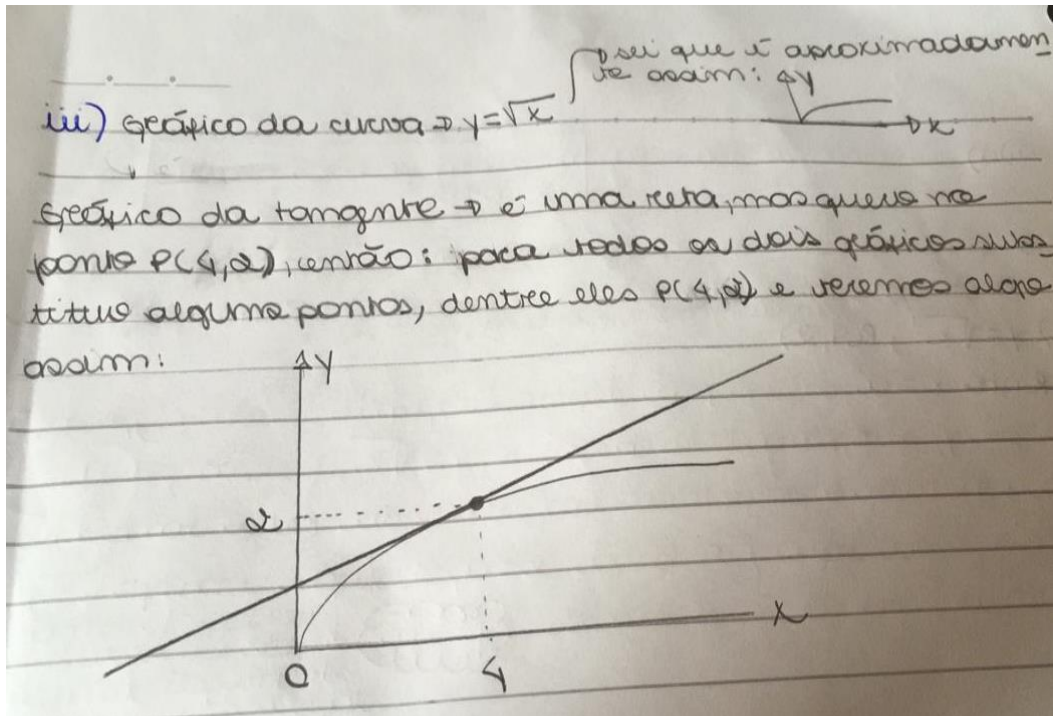 → sei que é aproximadamen
te assim: y
iii) gráfico da curva → y=√x
x
gráfico da tangente → é uma reta, mas quero no
ponto P(4,2), então: para todos os dois gráficos subs
tituo alguns pontos, dentre eles P(4,2) e veremos algo
assim:
y
2
x
0
4